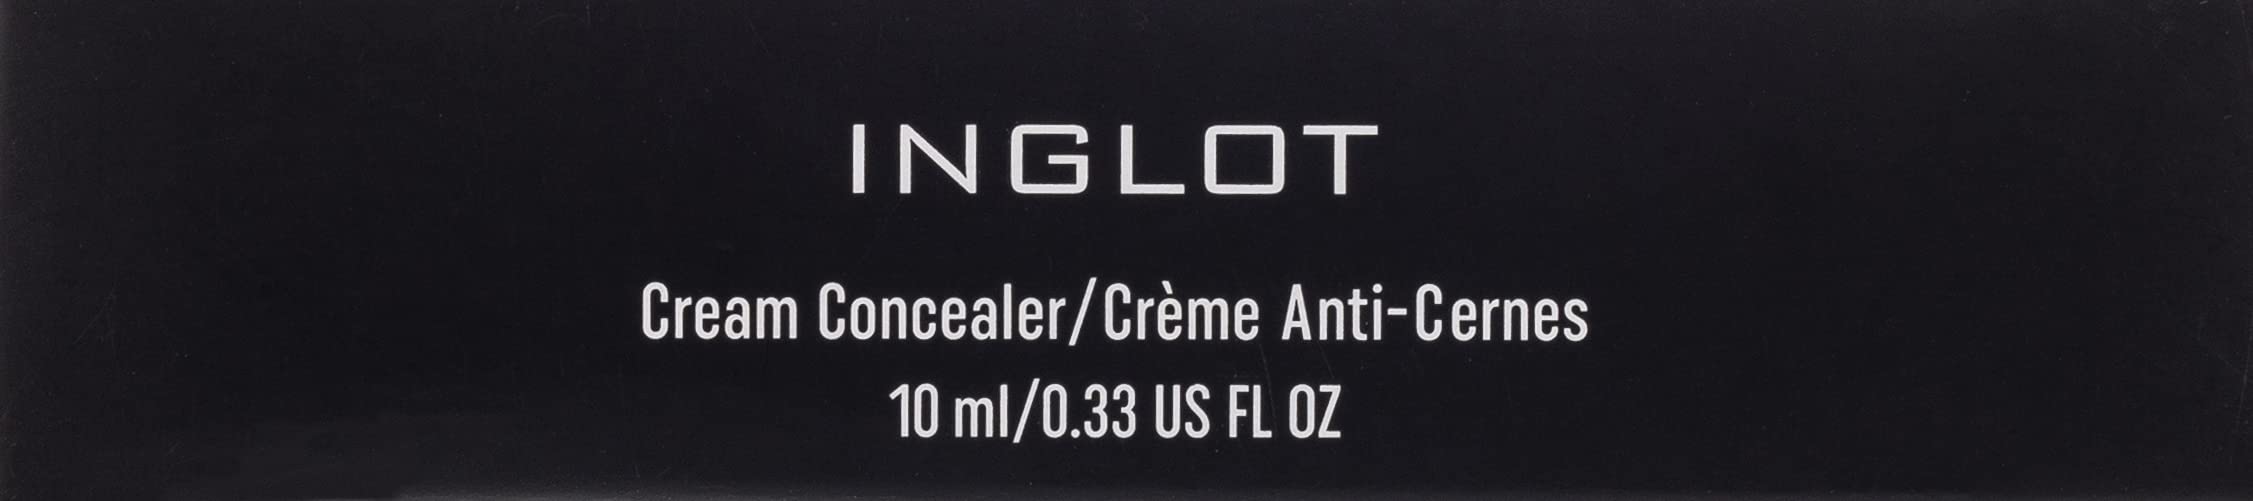 INGLOT
Cream Concealer/Crème Anti-Cernes
10 ml/0.33 US FL OZ